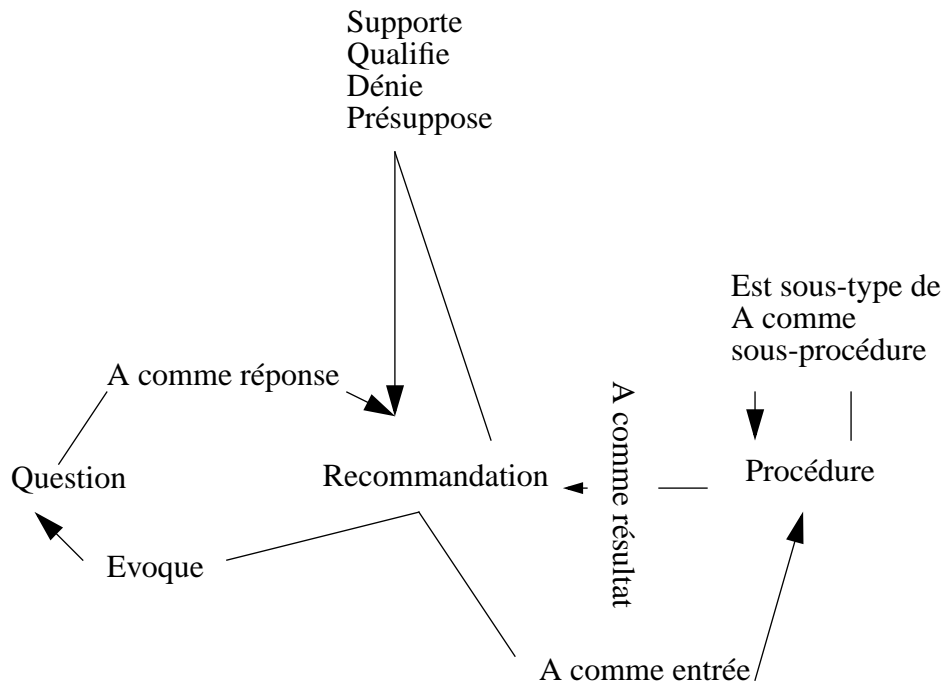 Supporte
Qualifie
Dénie
Présuppose
Est sous-type de
A comme
sous-procédure
A comme réponse
A comme résultat
Question
Recommandation
Procédure
Evoque
A comme entrée